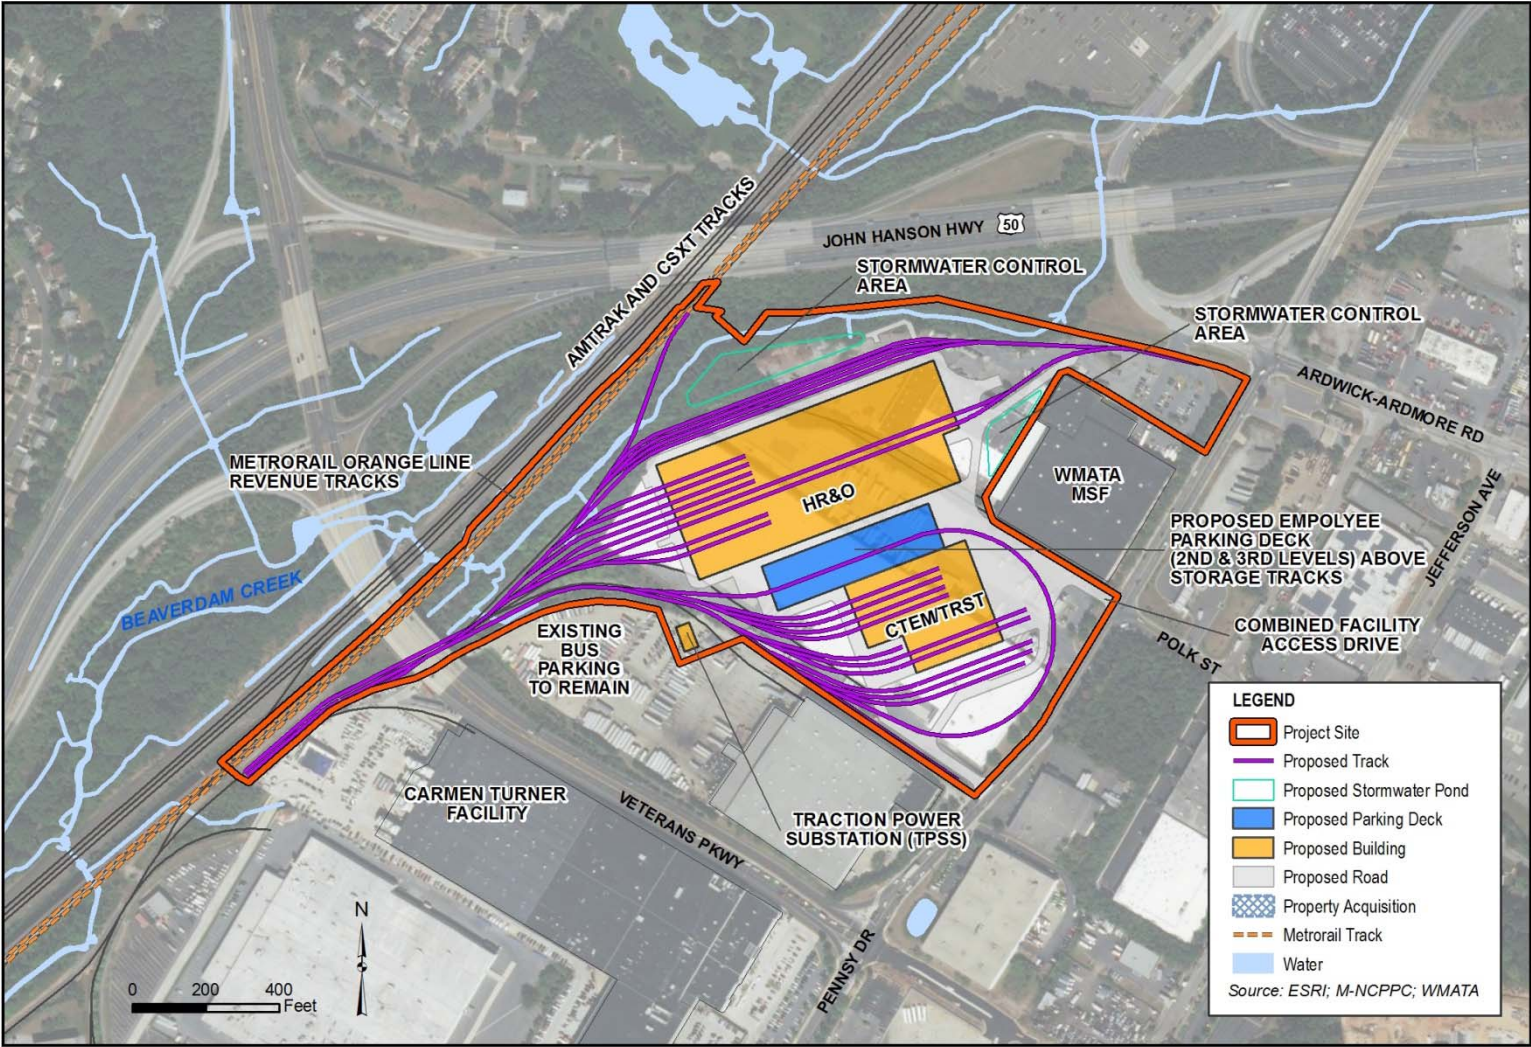 AMTRAK AND CSXT TRACKS
JOHN HANSON HWY 50
STORMWATER CONTROL
AREA
STORMWATER CONTROL
AREA
ARDWICK-ARDMORE RD
METRORAIL ORANGE LINE
REVENUE TRACKS
HR&O
WMATA
MSF
JEFFERSON AVE
PROPOSED EMPOLYEE
PARKING DECK
(2ND & 3RD LEVELS) ABOVE
STORAGE TRACKS
BEAVERDAM CREEK
CTEM/TRST
EXISTING
BUS
PARKING
TO REMAIN
COMBINED FACILITY
ACCESS DRIVE
POLK ST
CARMEN TURNER
FACILITY
VETERANS PKWY
TRACTION POWER
SUBSTATION (TPSS)
PENNSY DR
N
0 200 400
Feet
LEGEND
Project Site
Proposed Track
Proposed Stormwater Pond
Proposed Parking Deck
Proposed Building
Proposed Road
Property Acquisition
Metrorail Track
Water
Source: ESRI; M-NCPPC; WMATA